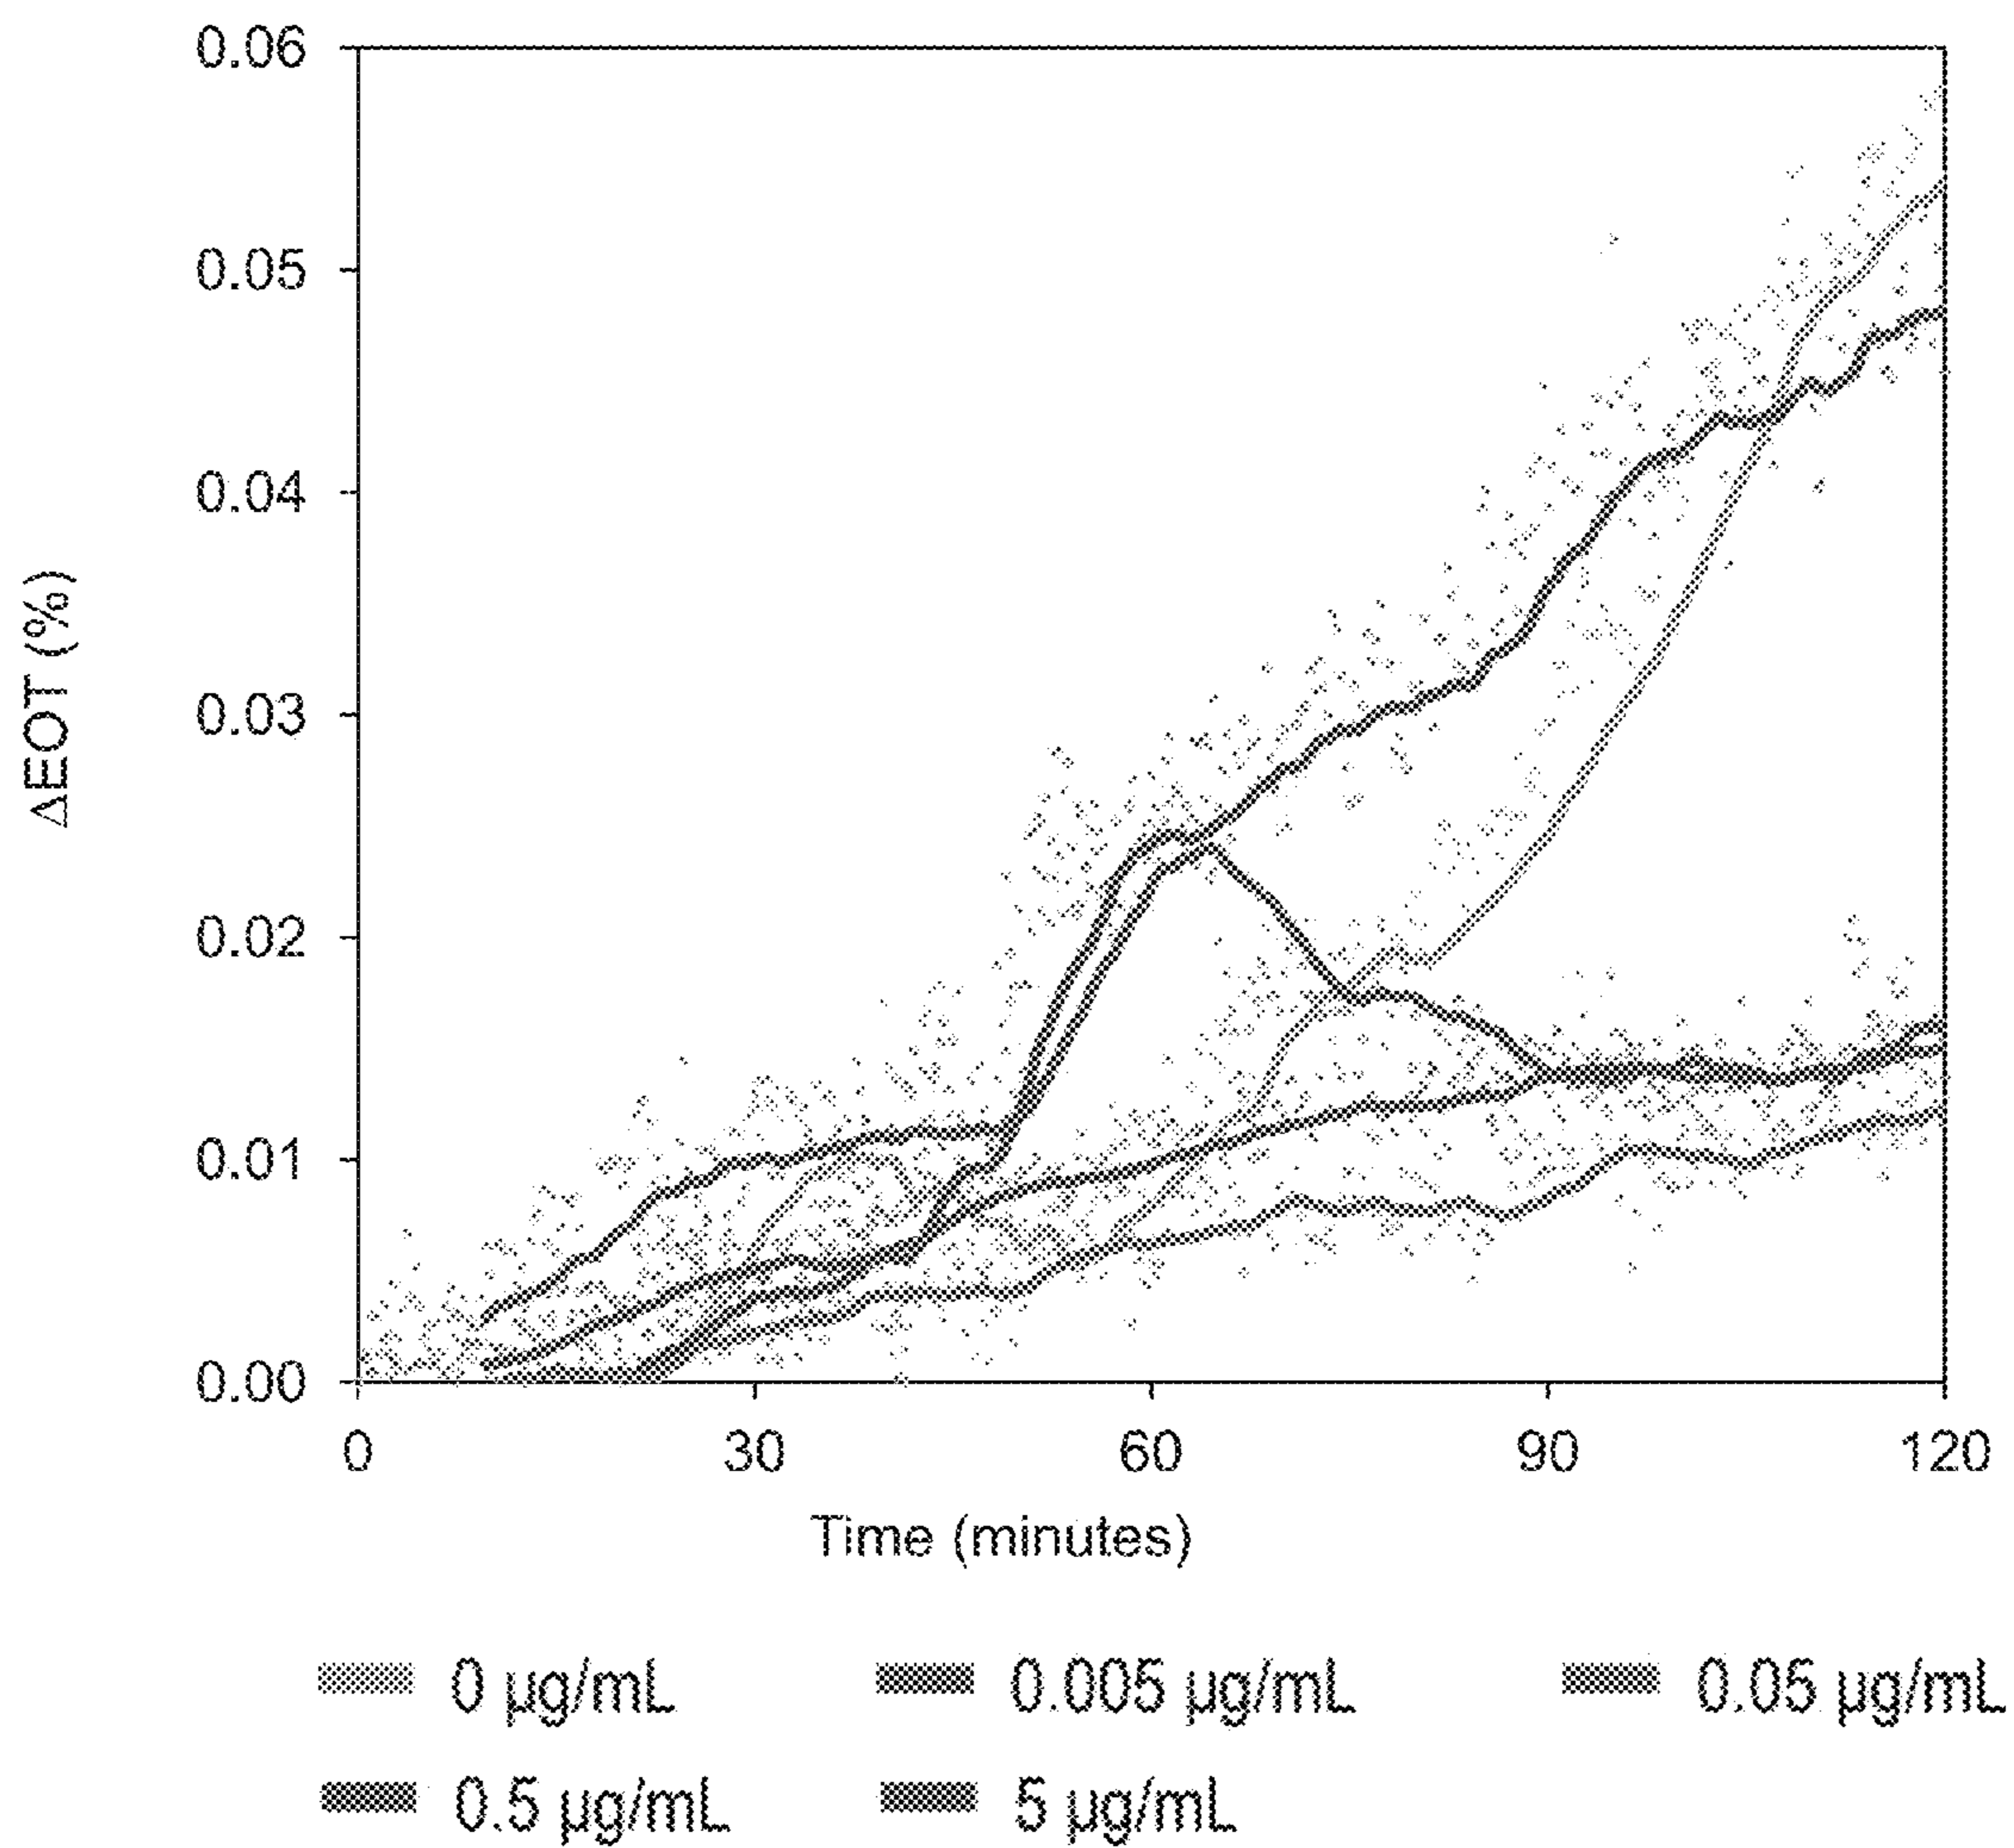 0.06
0.05
0.04
0.03
0.02
0.01
0.00
ΔEOT (%)
0 30 60 90 120
Time (minutes)
0 µg/mL 0.005 µg/mL 0.05 µg/mL
0.5 µg/mL 5 µg/mL